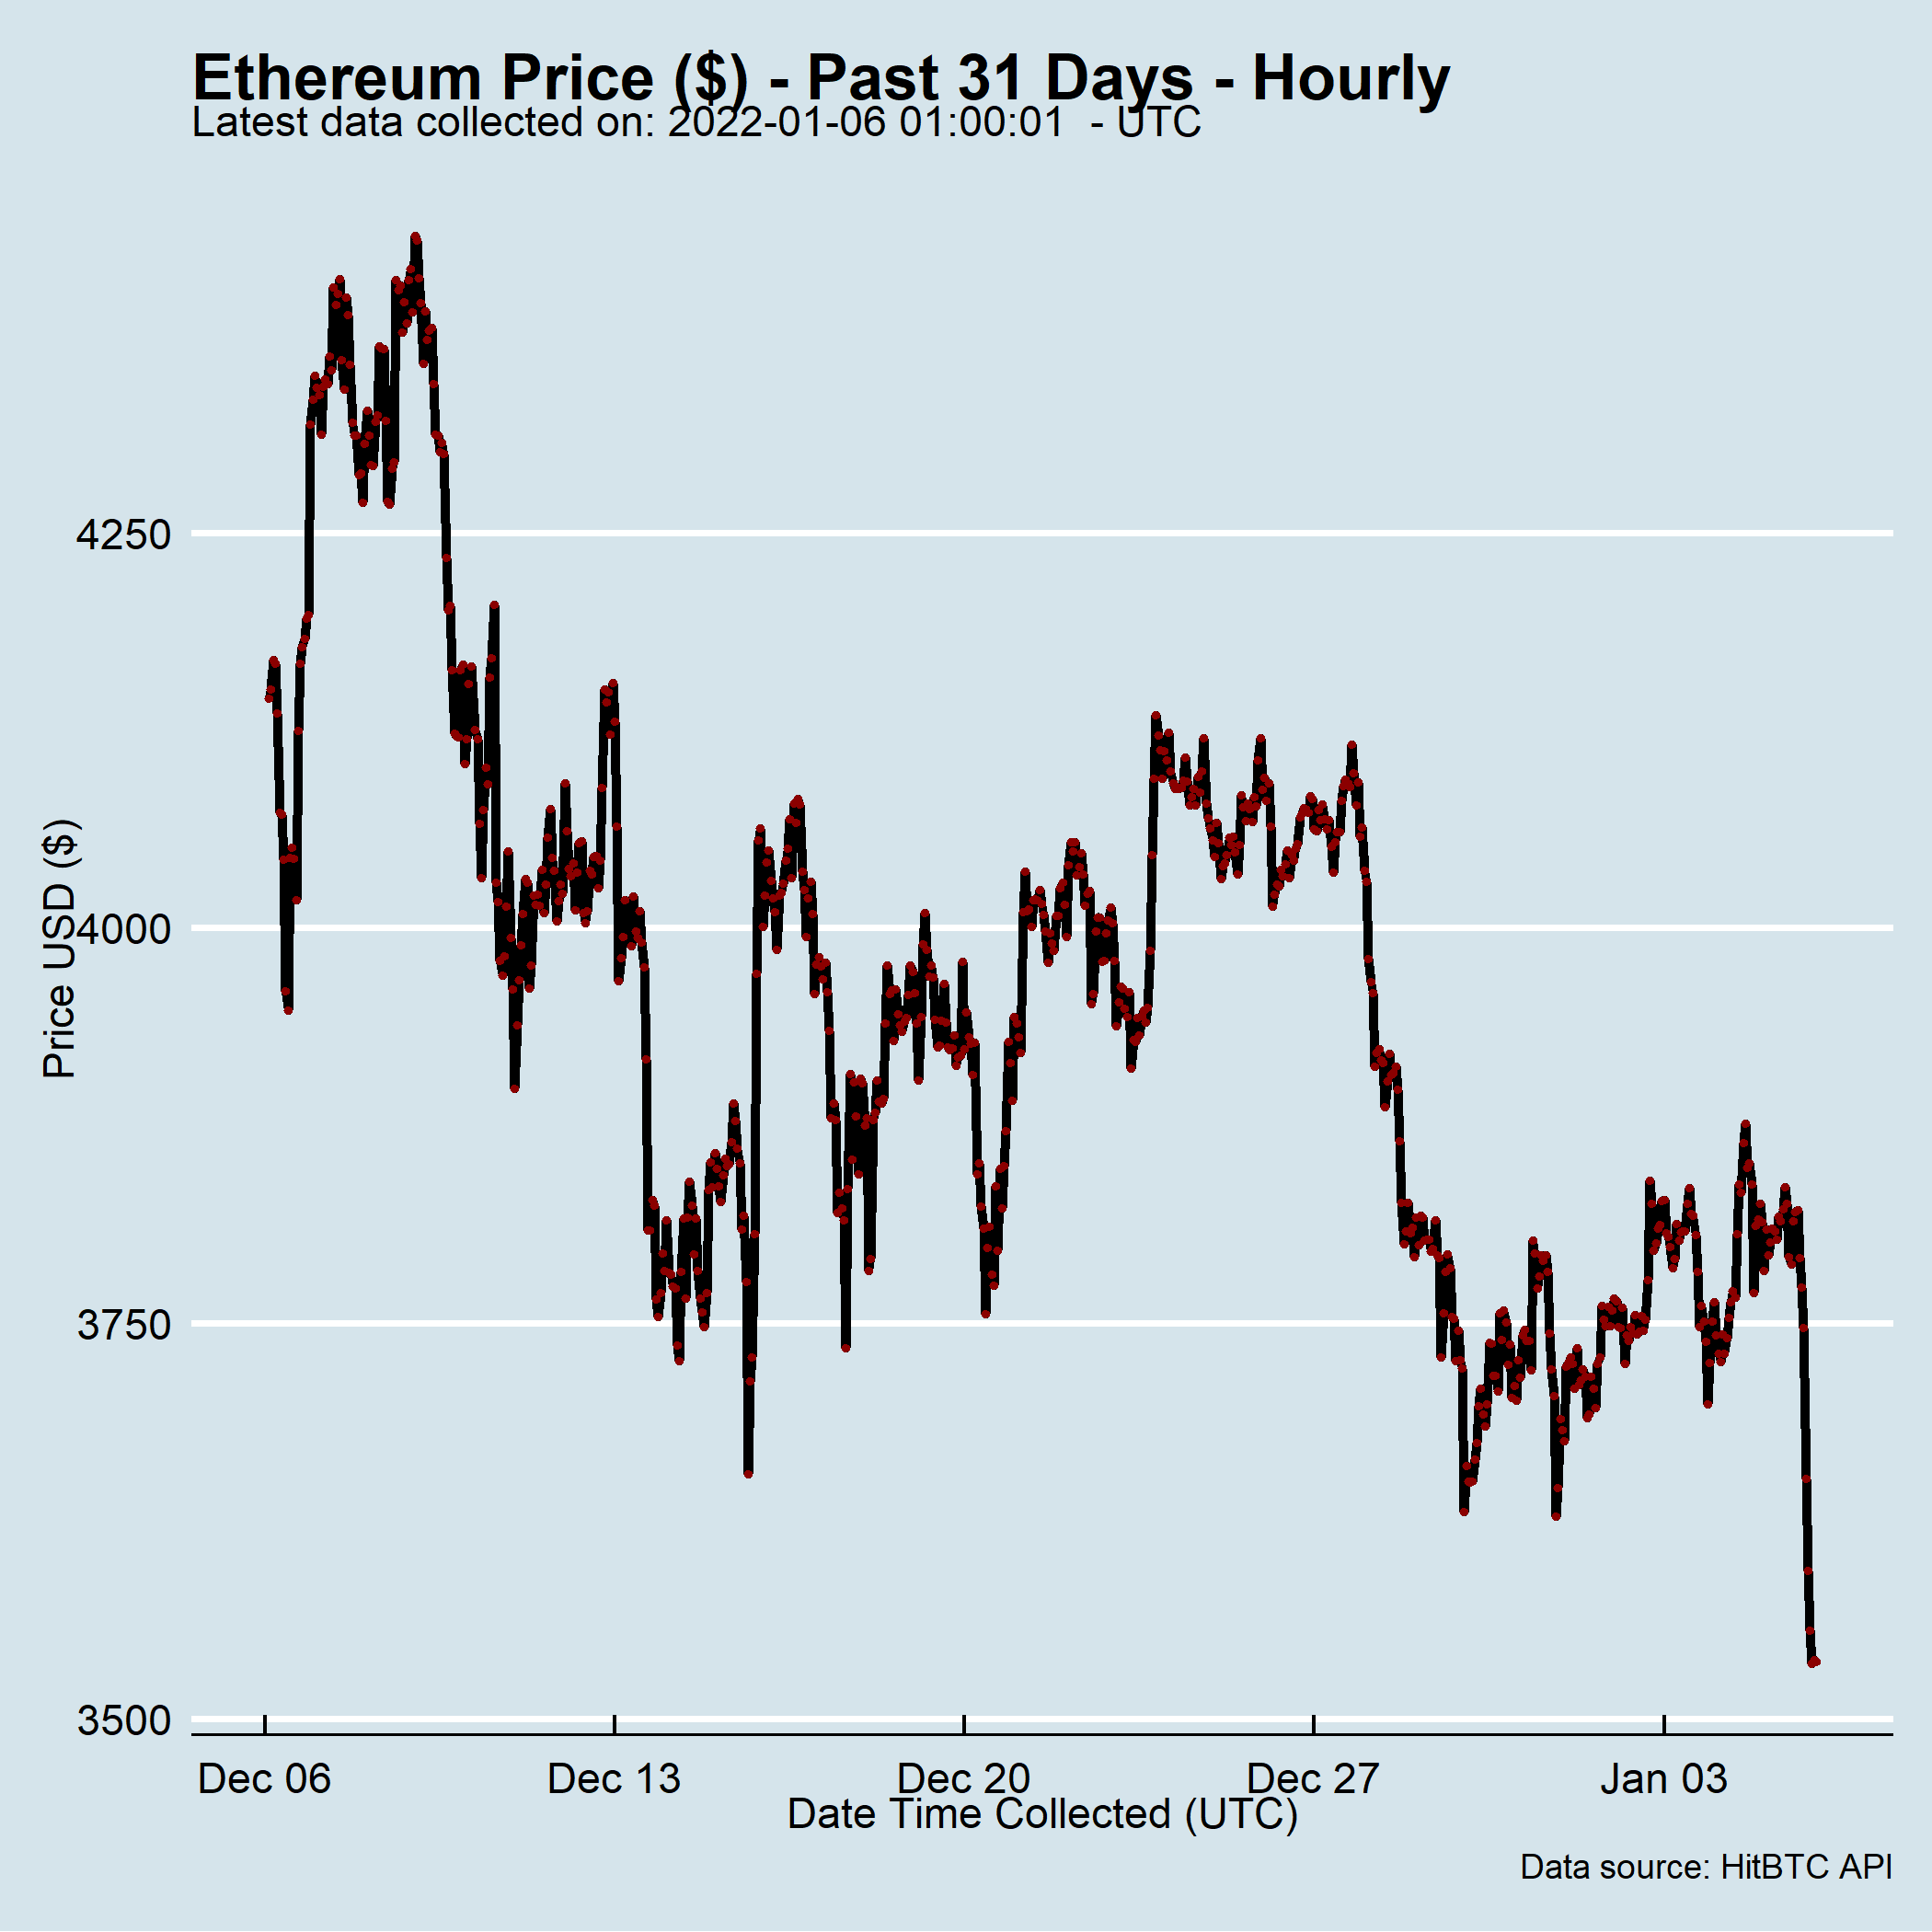 Ethereum Price ($) - Past 31 Days - Hourly
Latest data collected on: 2022-01-06 01:00:01  - UTC
Price USD ($)
4250
4000
3750
3500
Dec 06
Dec 13
Dec 20
Dec 27
Jan 03
Date Time Collected (UTC)
Data source: HitBTC API